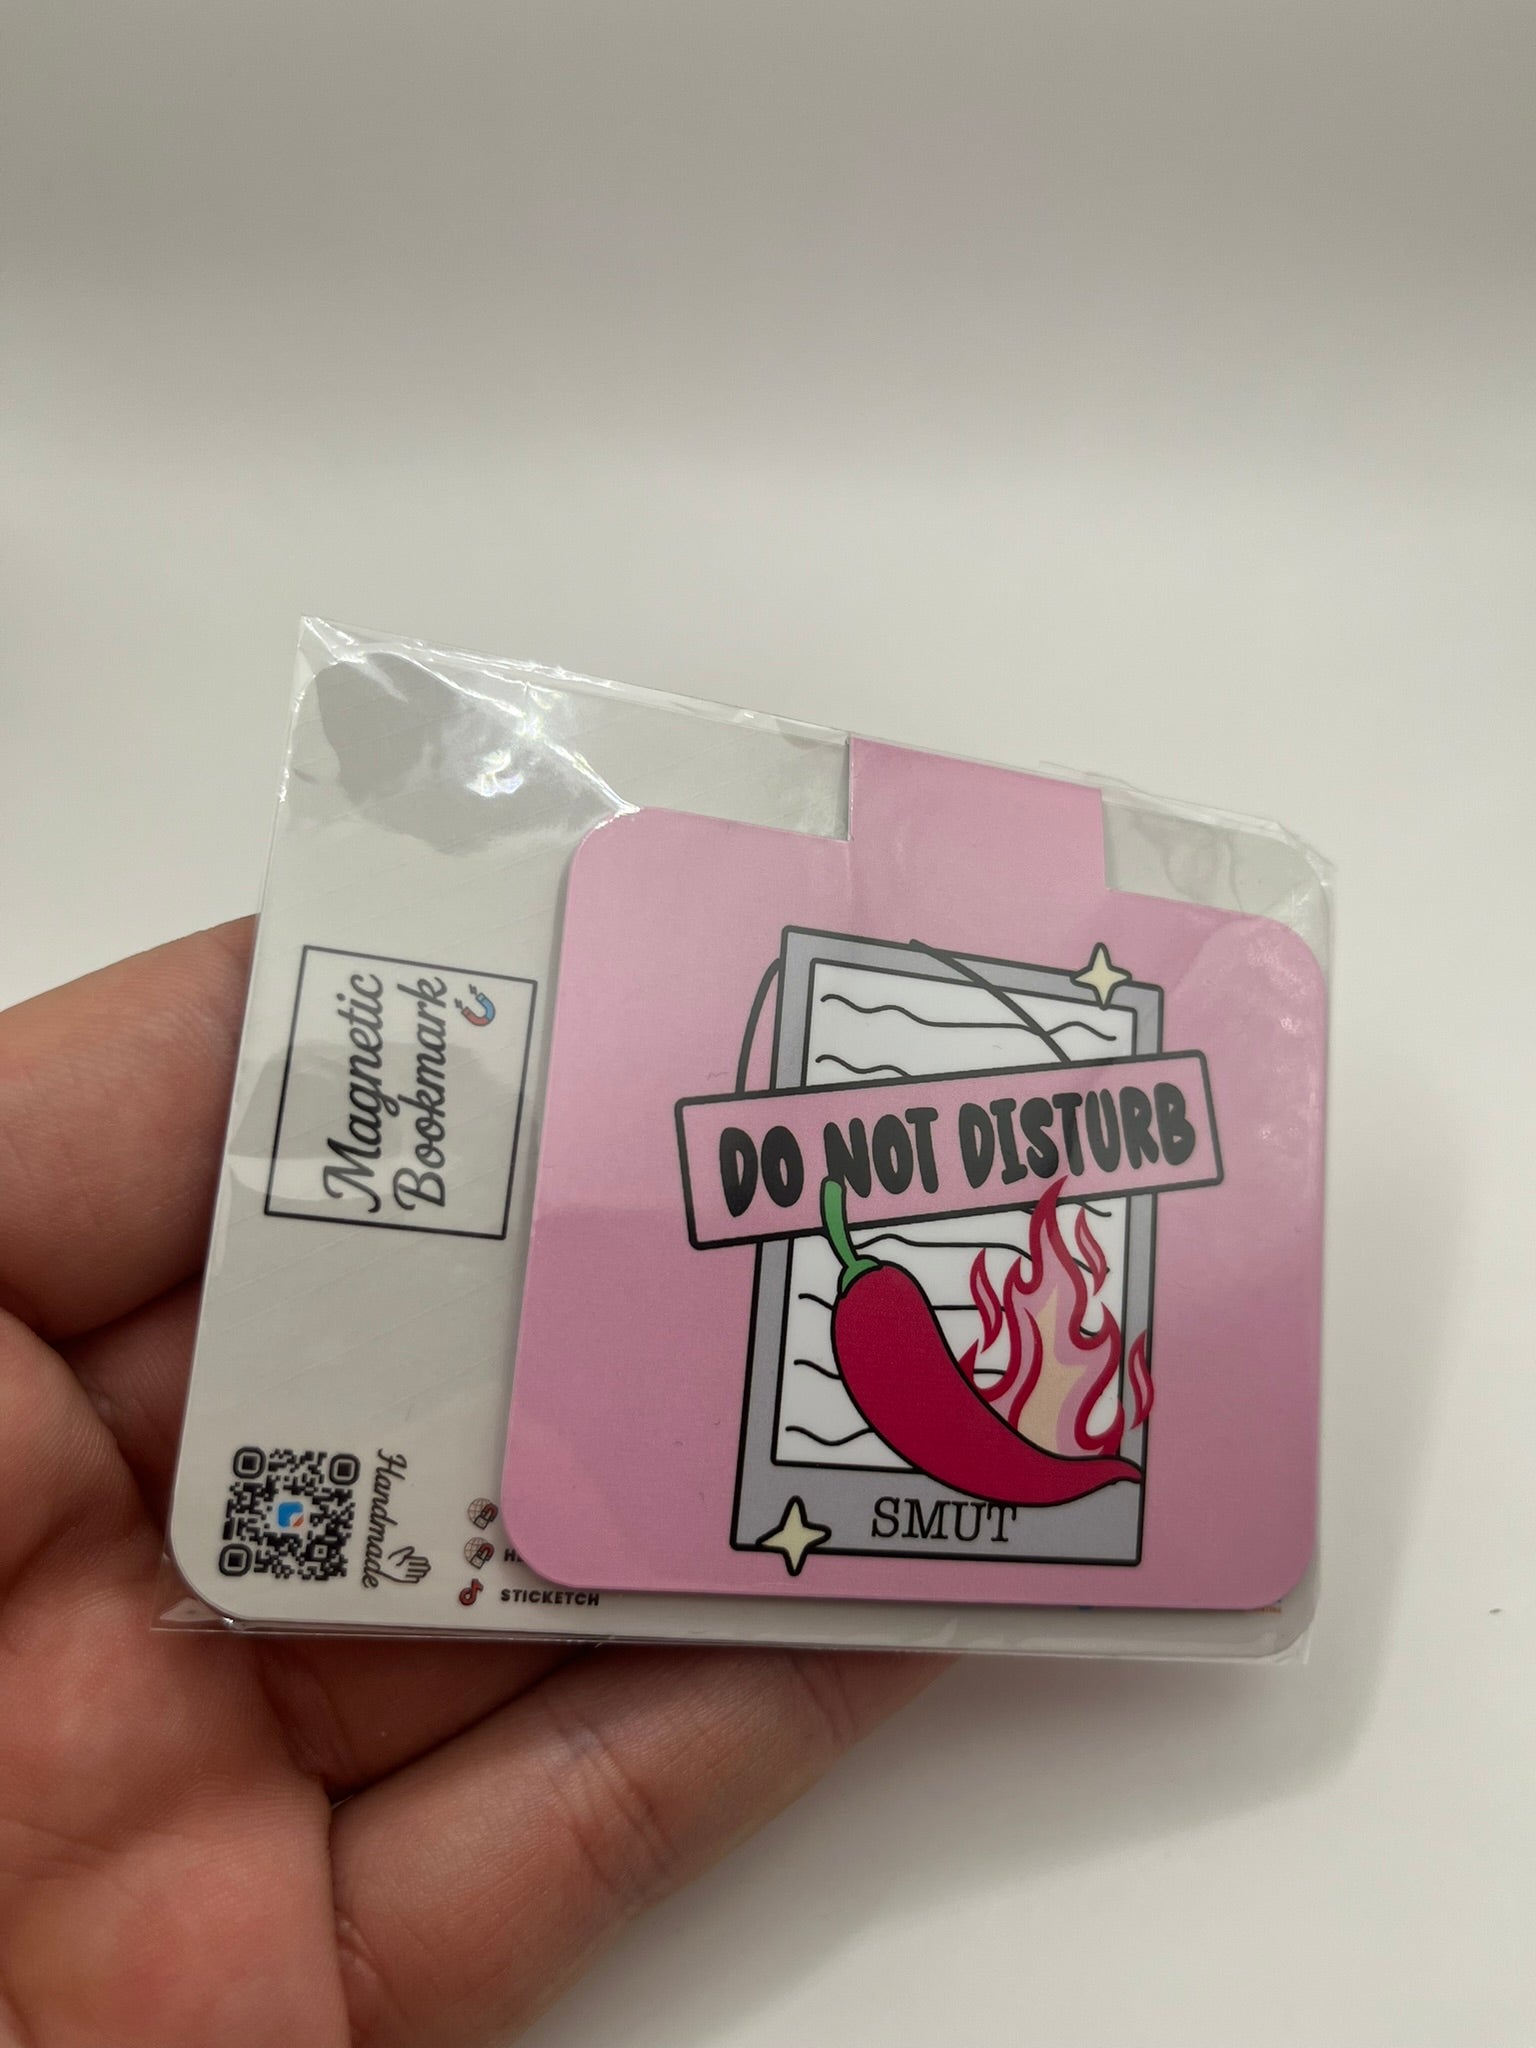 Magnetic
Bookmark
DO NOT DISTURB
SMUT
Handmade
STICKETCH